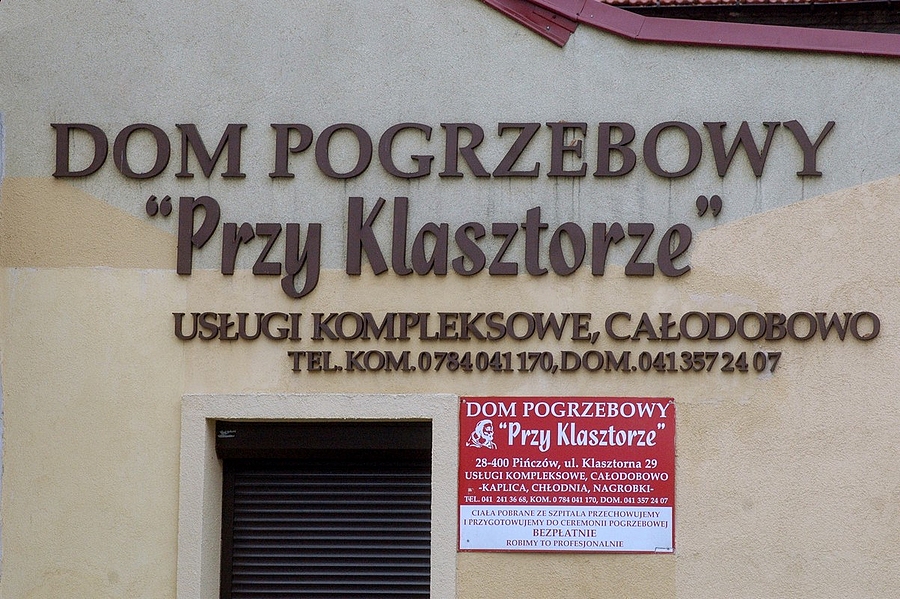 DOM POGRZEBOWY
“Przy Klasztorze”
USŁUGI KOMPLEKSOWE, CAŁODOBOWO
TEL. KOM. 0 784 041 170, DOM. 041 357 24 07
DOM POGRZEBOWY
“Przy Klasztorze”
28-400 Pińczów, ul. Klasztorna 29
USŁUGI KOMPLEKSOWE, CAŁODOBOWO
-KAPLICA, CHŁODNIA, NAGROBKI-
TEL. 041 241 36 68, KOM. 0 784 041 170, DOM. 041 357 24 07
CIAŁA POBRANE ZE SZPITALA PRZECHOWUJEMY
I PRZYGOTOWUJEMY DO CEREMONII POGRZEBOWEJ
BEZPŁATNIE
ROBIMY TO PROFESJONALNIE